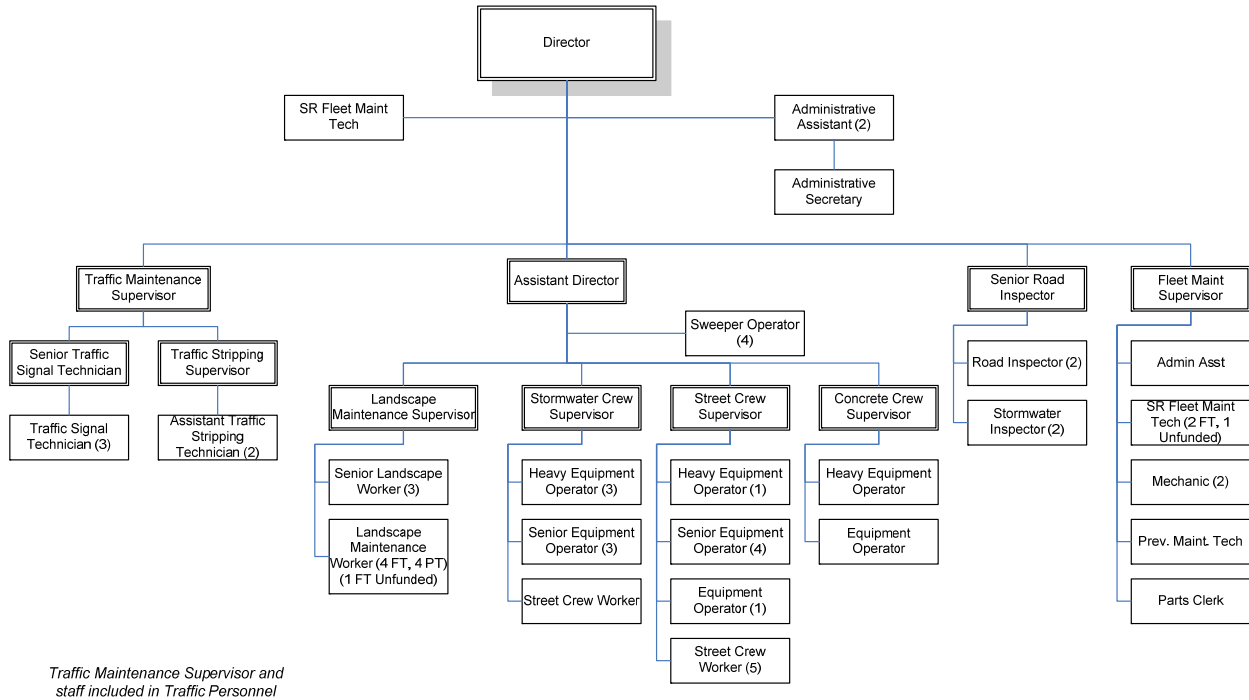 Director
SR Fleet Maint
Tech
Administrative
Assistant (2)
Administrative
Secretary
Traffic Maintenance
Supervisor
Assistant Director
Senior Road
Inspector
Fleet Maint
Supervisor
Sweeper Operator
(4)
Senior Traffic
Signal Technician
Traffic Stripping
Supervisor
Traffic Signal
Technician (3)
Assistant Traffic
Stripping
Technician (2)
Landscape
Maintenance Supervisor
Stormwater Crew
Supervisor
Street Crew
Supervisor
Concrete Crew
Supervisor
Road Inspector (2)
Stormwater
Inspector (2)
Admin Asst
SR Fleet Maint
Tech (2 FT, 1
Unfunded)
Mechanic (2)
Prev. Maint. Tech
Parts Clerk
Senior Landscape
Worker (3)
Landscape
Maintenance
Worker (4 FT, 4 PT)
(1 FT Unfunded)
Heavy Equipment
Operator (3)
Senior Equipment
Operator (3)
Street Crew Worker
Heavy Equipment
Operator (1)
Senior Equipment
Operator (4)
Equipment
Operator (1)
Street Crew
Worker (5)
Heavy Equipment
Operator
Equipment
Operator
Traffic Maintenance Supervisor and
staff included in Traffic Personnel